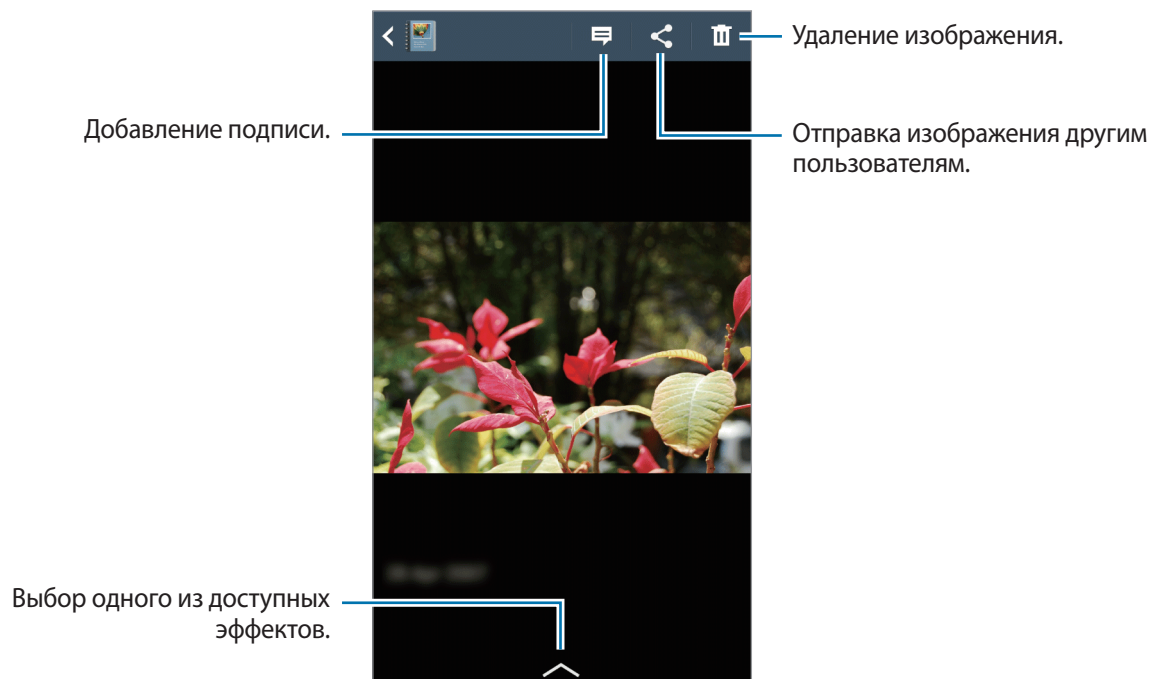 Удаление изображения.
Добавление подписи.
Отправка изображения другим
пользователям.
Выбор одного из доступных
эффектов.